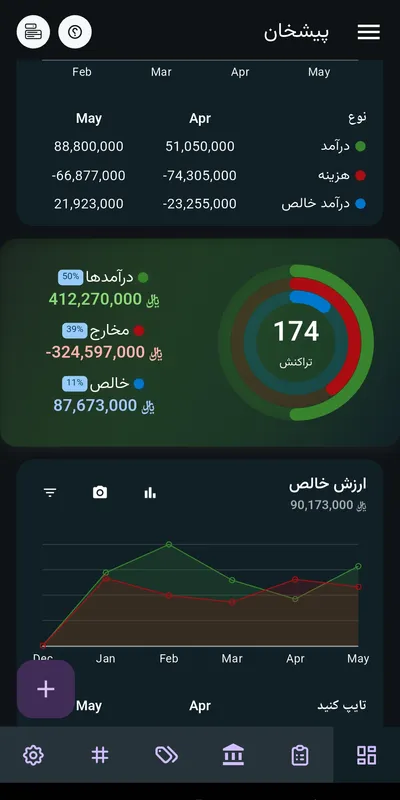 پیشخان
Feb Mar Apr May
نوع Apr May
درآمد 51,050,000 88,800,000
هزینه -74,305,000 -66,877,000
درآمد خالص -23,255,000 21,923,000
174
تراکنش
درآمدها 50%
﷼ 412,270,000
مخارج 39%
﷼ -324,597,000
خالص 11%
﷼ 87,673,000
ارزش خالص
﷼ 90,173,000
Dec Jan Feb Mar Apr May
تایپ کنید Apr May